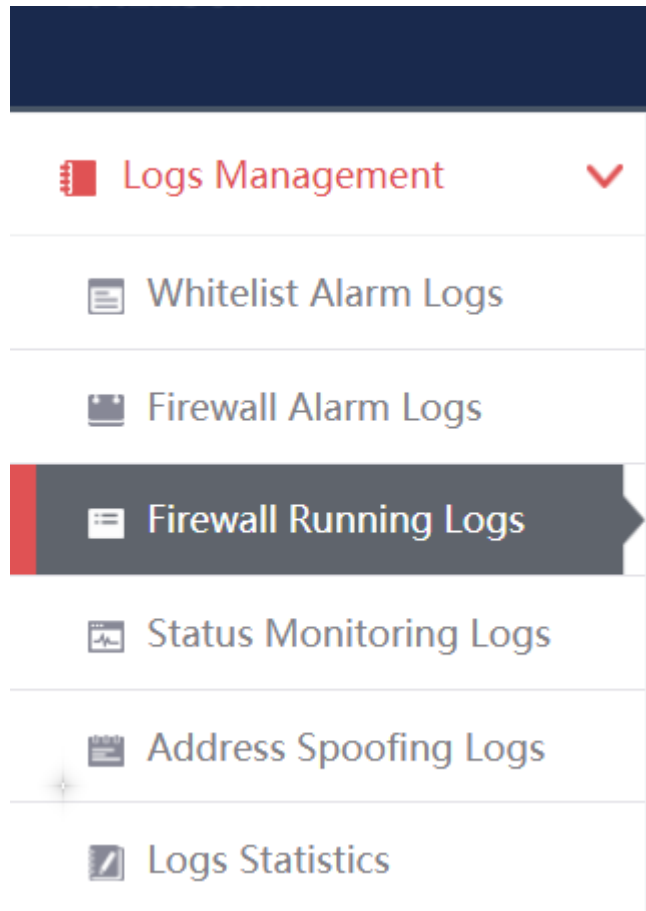 Logs Management
Whitelist Alarm Logs
Firewall Alarm Logs
Firewall Running Logs
Status Monitoring Logs
Address Spoofing Logs
Logs Statistics